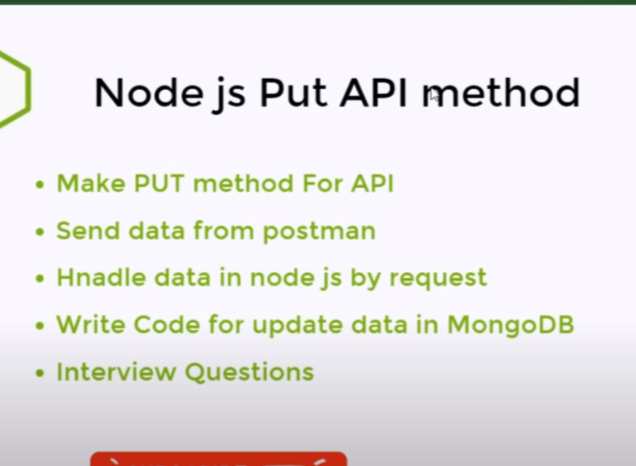 Node js Put API method
Make PUT method For API
Send data from postman
Hnadle data in node js by request
Write Code for update data in MongoDB
Interview Questions